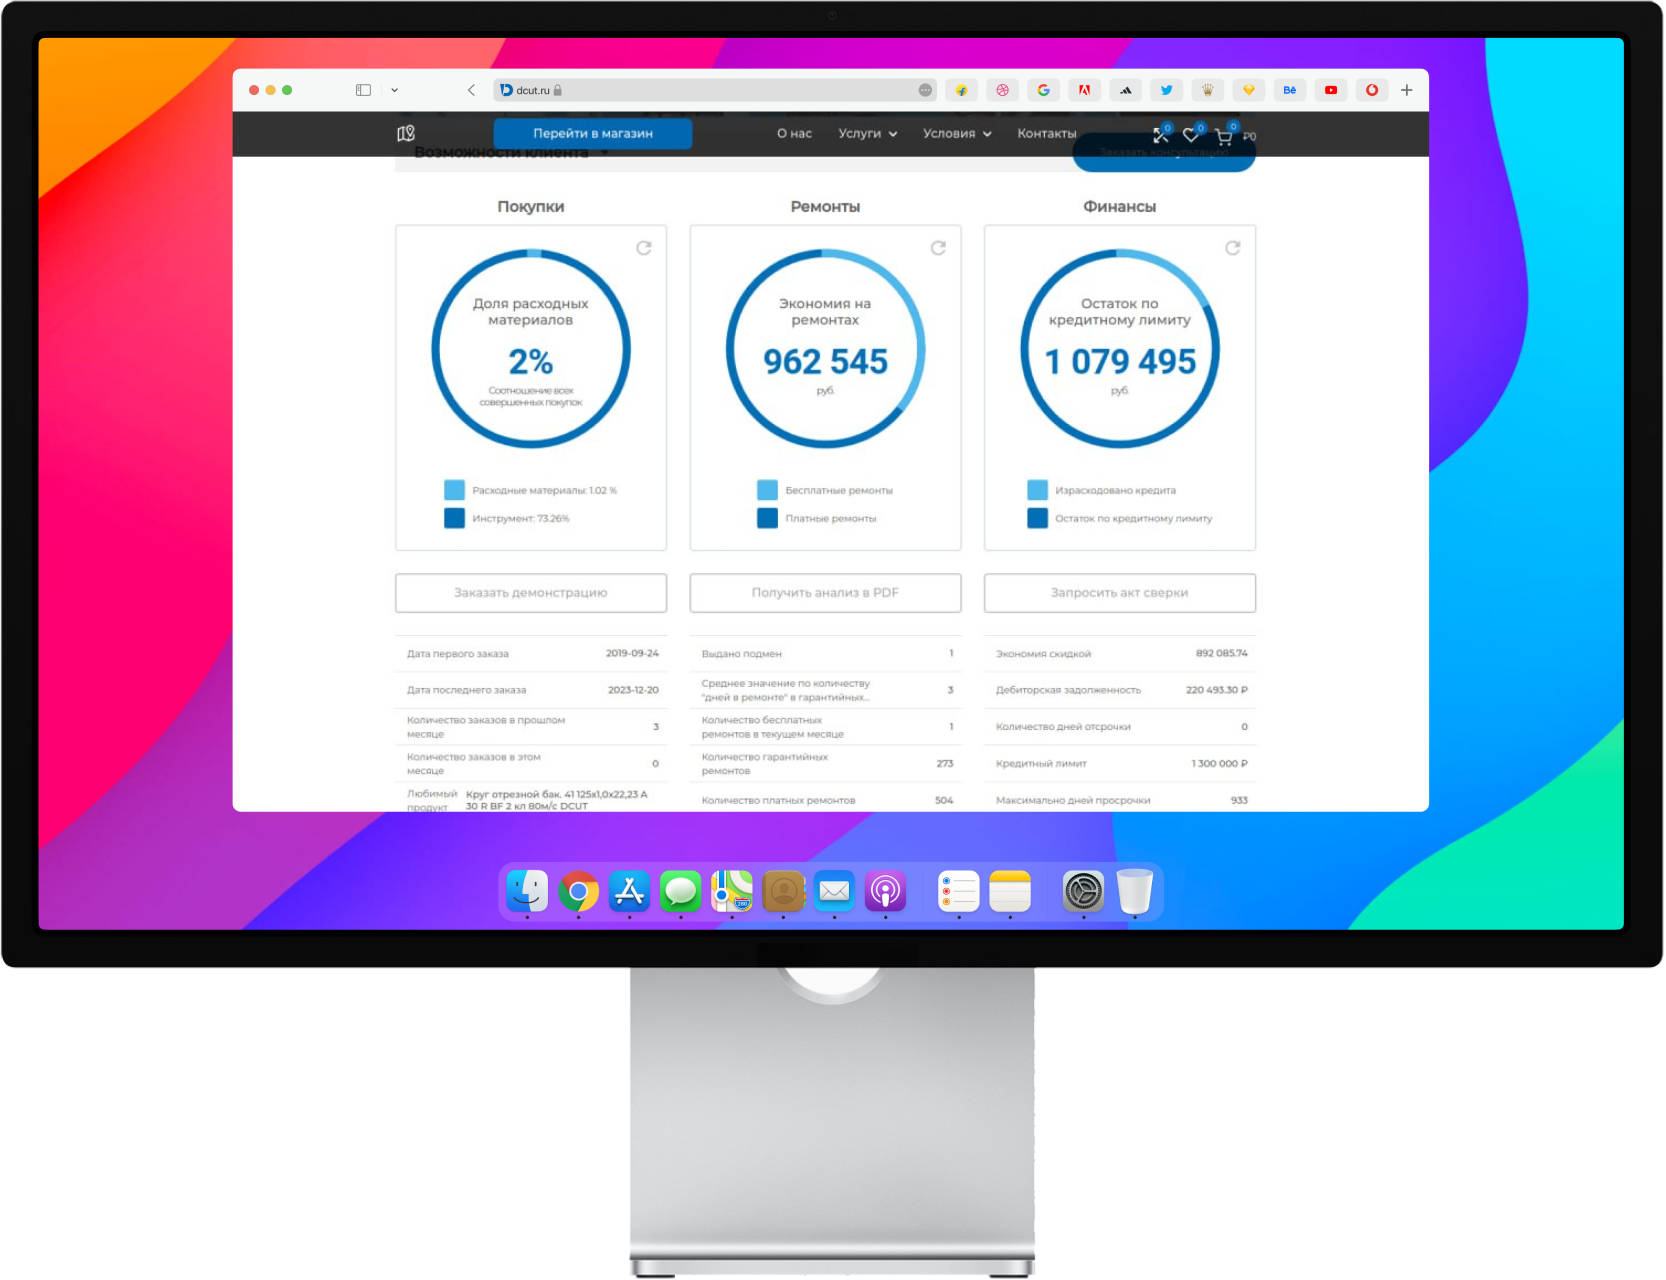 dcut.ru
Bē
Перейти в магазин
О нас
Услуги
Условия
Контакты
0
0
0
₽0
Возможности клиента
Заказать консультацию
Покупки
Ремонты
Финансы
Доля расходных
материалов
2%
Соотношение всех
совершенных покупок
Расходные материалы: 1.02 %
Инструмент: 73.26%
Экономия на
ремонтах
962 545
руб.
Бесплатные ремонты
Платные ремонты
Остаток по
кредитному лимиту
1 079 495
руб.
Израсходовано кредита
Остаток по кредитному лимиту
Заказать демонстрацию
Получить анализ в PDF
Запросить акт сверки
Дата первого заказа 2019-09-24
Дата последнего заказа 2023-12-20
Количество заказов в прошлом
месяце 3
Количество заказов в этом
месяце 0
Любимый
продукт
Круг отрезной бак. 41 125x1,0x22,23 A
30 R BF 2 кл 80м/с DCUT
Выдано подмен 1
Среднее значение по количеству
"дней в ремонте" в гарантийных... 3
Количество бесплатных
ремонтов в текущем месяце 1
Количество гарантийных
ремонтов 273
Количество платных ремонтов 504
Экономия скидкой 892 085.74
Дебиторская задолженность 220 493.30 ₽
Количество дней отсрочки 0
Кредитный лимит 1 300 000 ₽
Максимально дней просрочки 933
280